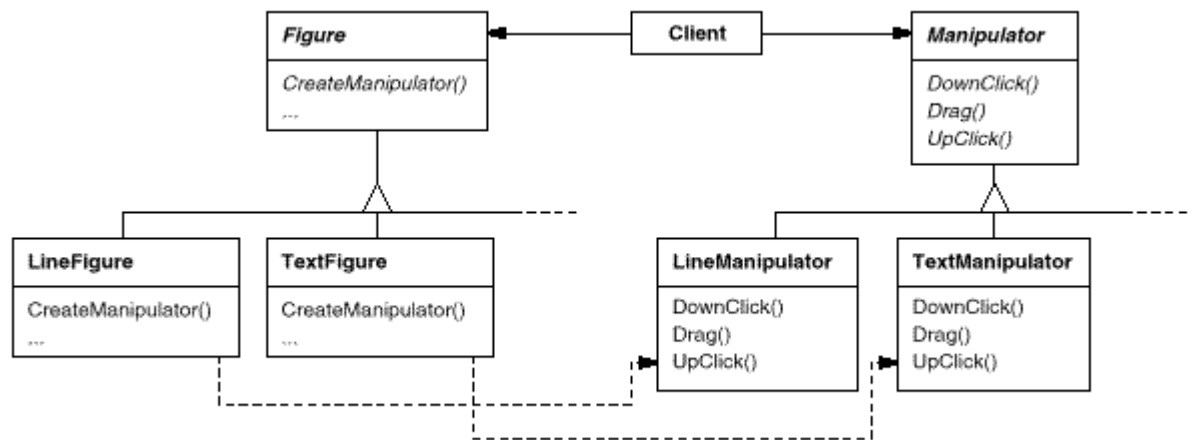 Figure
CreateManipulator()
...
Client
Manipulator
DownClick()
Drag()
UpClick()
LineFigure
CreateManipulator()
...
TextFigure
CreateManipulator()
...
LineManipulator
DownClick()
Drag()
UpClick()
TextManipulator
DownClick()
Drag()
UpClick()